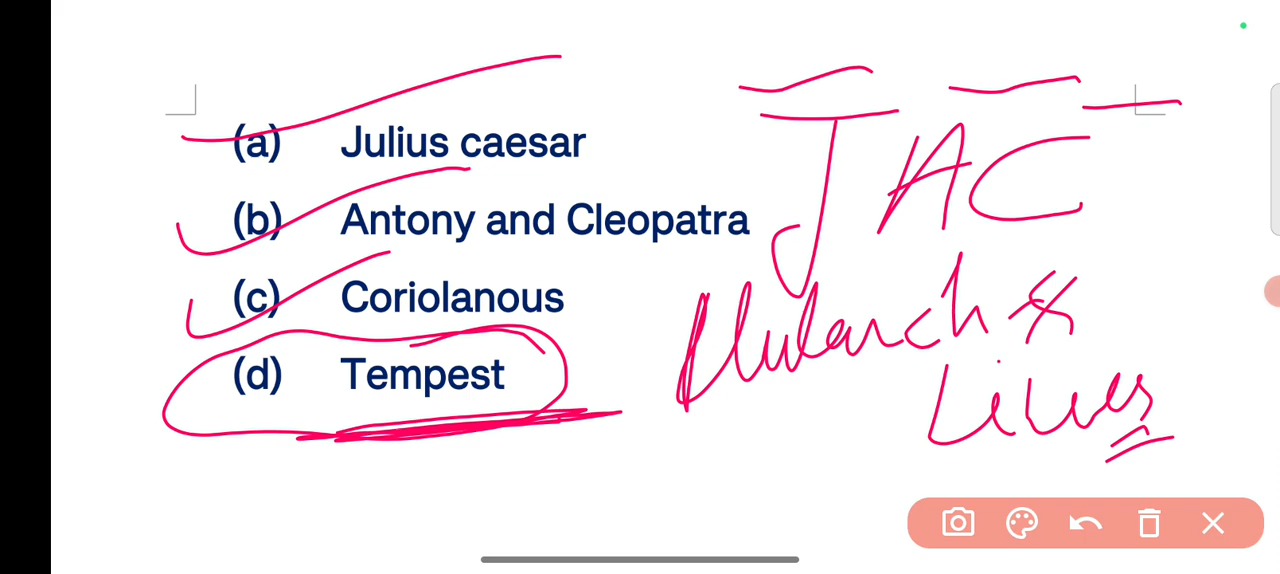 (a) Julius caesar
(b) Antony and Cleopatra
(c) Coriolanous
(d) Tempest
JAC
Plutarch &
Lives